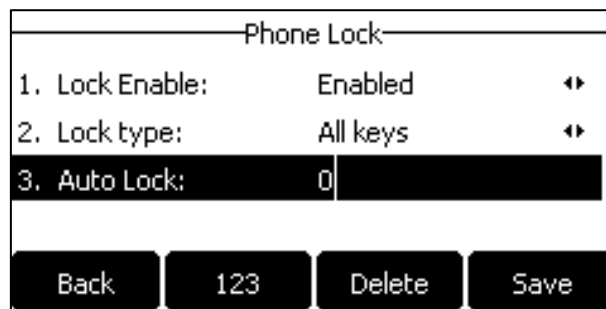 Phone Lock
1. Lock Enable: Enabled
2. Lock type: All keys
3. Auto Lock: 0
Back 123 Delete Save